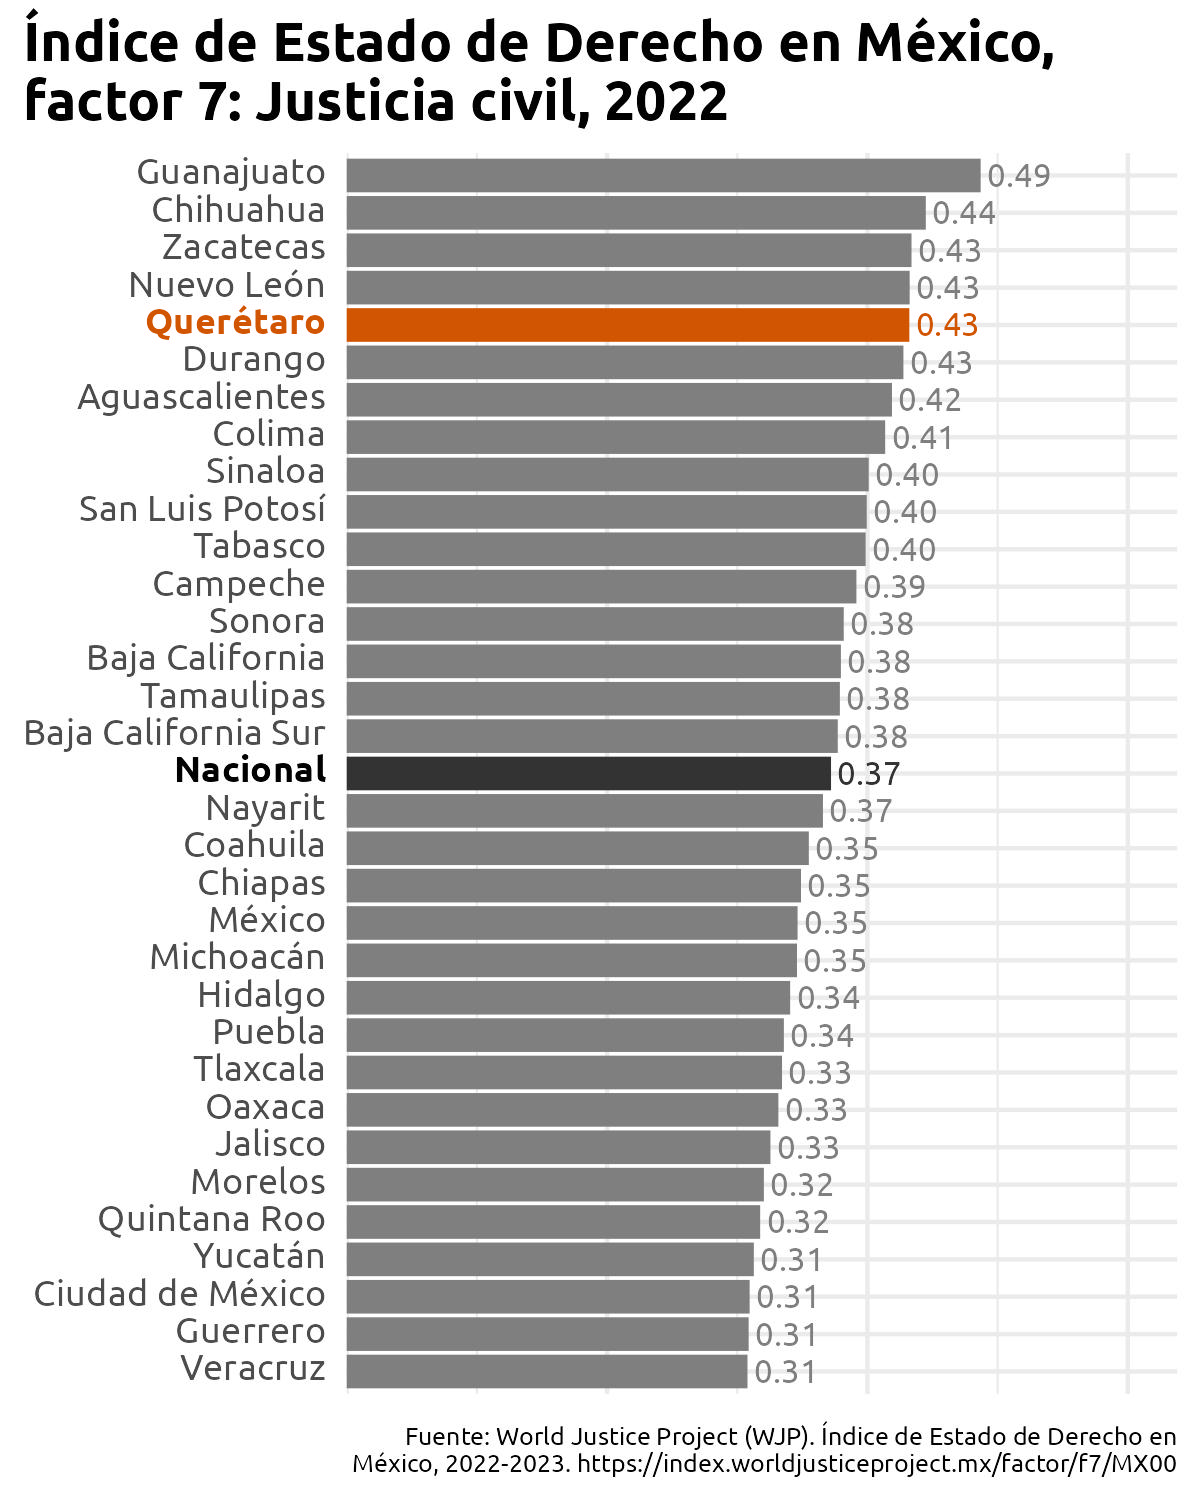 Índice de Estado de Derecho en México,
factor 7: Justicia civil, 2022
Guanajuato 0.49
Chihuahua 0.44
Zacatecas 0.43
Nuevo León 0.43
Querétaro 0.43
Durango 0.43
Aguascalientes 0.42
Colima 0.41
Sinaloa 0.40
San Luis Potosí 0.40
Tabasco 0.40
Campeche 0.39
Sonora 0.38
Baja California 0.38
Tamaulipas 0.38
Baja California Sur 0.38
Nacional 0.37
Nayarit 0.37
Coahuila 0.35
Chiapas 0.35
México 0.35
Michoacán 0.35
Hidalgo 0.34
Puebla 0.34
Tlaxcala 0.33
Oaxaca 0.33
Jalisco 0.33
Morelos 0.32
Quintana Roo 0.32
Yucatán 0.31
Ciudad de México 0.31
Guerrero 0.31
Veracruz 0.31
Fuente: World Justice Project (WJP). Índice de Estado de Derecho en
México, 2022-2023. https://index.worldjusticeproject.mx/factor/f7/MX00